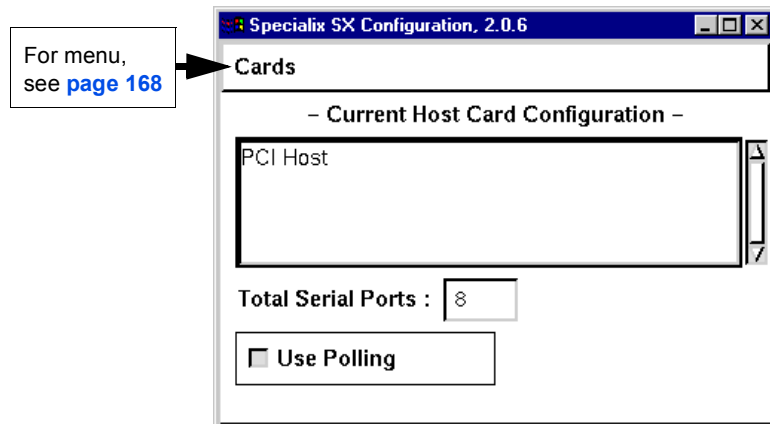 Specialix SX Configuration, 2.0.6
For menu,
see page 168
Cards
– Current Host Card Configuration –
PCI Host
Total Serial Ports : 8
Use Polling